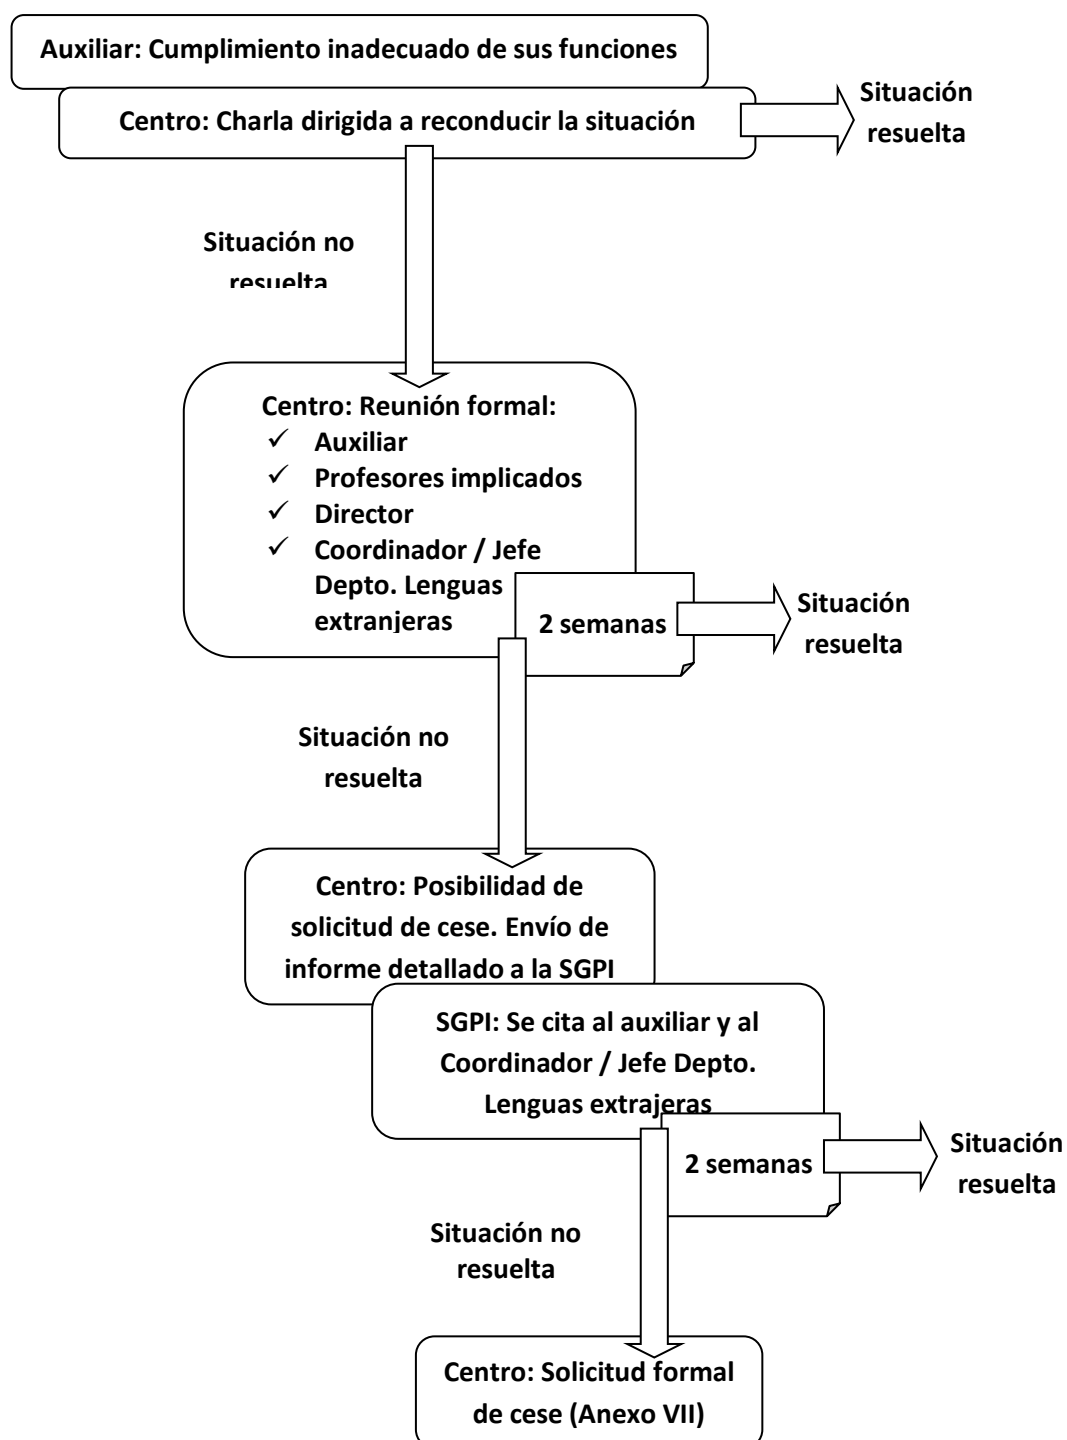 Auxiliar: Cumplimiento inadecuado de sus funciones
Centro: Charla dirigida a reconducir la situación
Situación
resuelta
Situación no
resuelta
Centro: Reunión formal:
✓ Auxiliar
✓ Profesores implicados
✓ Director
✓ Coordinador / Jefe
Depto. Lenguas
extranjeras
2 semanas
Situación
resuelta
Situación no
resuelta
Centro: Posibilidad de
solicitud de cese. Envío de
informe detallado a la SGPI
SGPI: Se cita al auxiliar y al
Coordinador / Jefe Depto.
Lenguas extrajeras
2 semanas
Situación
resuelta
Situación no
resuelta
Centro: Solicitud formal
de cese (Anexo VII)